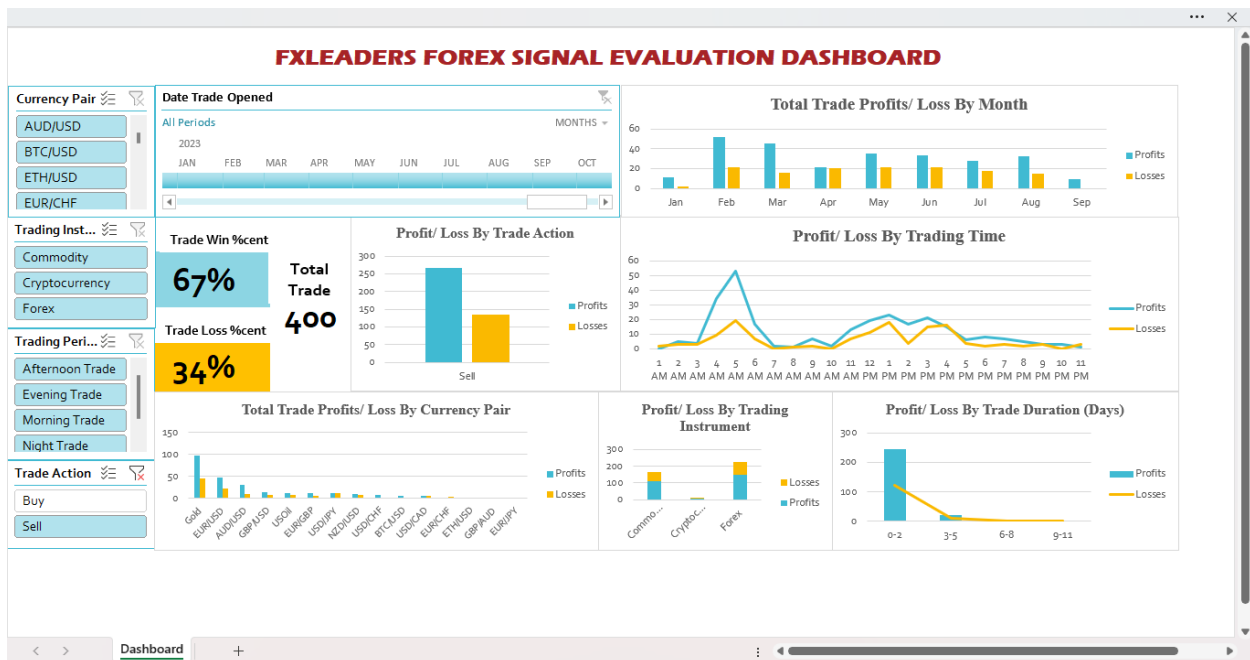 FXLEADERS FOREX SIGNAL EVALUATION DASHBOARD
Currency Pair
AUD/USD
BTC/USD
ETH/USD
EUR/CHF
Date Trade Opened
All Periods
MONTHS
2023
JAN FEB MAR APR MAY JUN JUL AUG SEP OCT
Total Trade Profits/ Loss By Month
60
40
20
0
Jan Feb Mar Apr May Jun Jul Aug Sep
Profits
Losses
Trading Inst...
Commodity
Cryptocurrency
Forex
Trade Win %cent
67%
Trade Loss %cent
34%
Total
Trade
400
Profit/ Loss By Trade Action
300
250
200
150
100
50
0
Sell
Profits
Losses
Profit/ Loss By Trading Time
60
50
40
30
20
10
0
1 2 3 4 5 6 7 8 9 10 11 12 1 2 3 4 5 6 7 8 9 10 11
AM AM AM AM AM AM AM AM AM AM AM PM PM PM PM PM PM PM PM PM PM PM PM
Profits
Losses
Trading Peri...
Afternoon Trade
Evening Trade
Morning Trade
Night Trade
Trade Action
Buy
Sell
Total Trade Profits/ Loss By Currency Pair
150
100
50
0
Gold EUR/USD AUD/USD GBP/USD USOil EUR/GBP USD/JPY NZD/USD USD/CHF BTC/USD USD/CAD EUR/CHF ETH/USD GBP/AUD EUR/JPY
Profits
Losses
Profit/ Loss By Trading
Instrument
300
200
100
0
Commo... Cryptoc... Forex
Losses
Profits
Profit/ Loss By Trade Duration (Days)
300
200
100
0
0-2 3-5 6-8 9-11
Profits
Losses
Dashboard